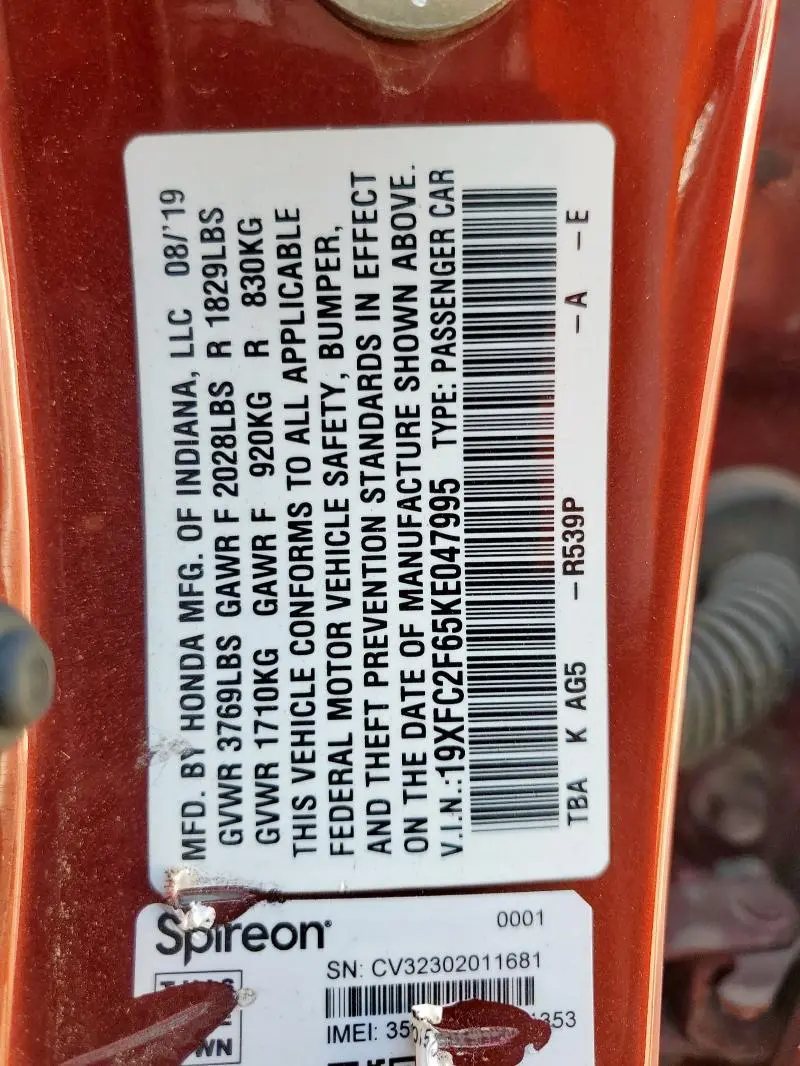 MFD. BY HONDA MFG. OF INDIANA, LLC 08/'19
GVWR 3769LBS GAWR F 2028LBS R 1829LBS
GVWR 1710KG GAWR F 920KG R 830KG
THIS VEHICLE CONFORMS TO ALL APPLICABLE
FEDERAL MOTOR VEHICLE SAFETY, BUMPER,
AND THEFT PREVENTION STANDARDS IN EFFECT
ON THE DATE OF MANUFACTURE SHOWN ABOVE.
V.I.N.:19XFC2F65KE047995 TYPE: PASSENGER CAR
TBA K AG5 -R539P -A -E
Spireon
0001
SN: CV32302011681
IMEI: